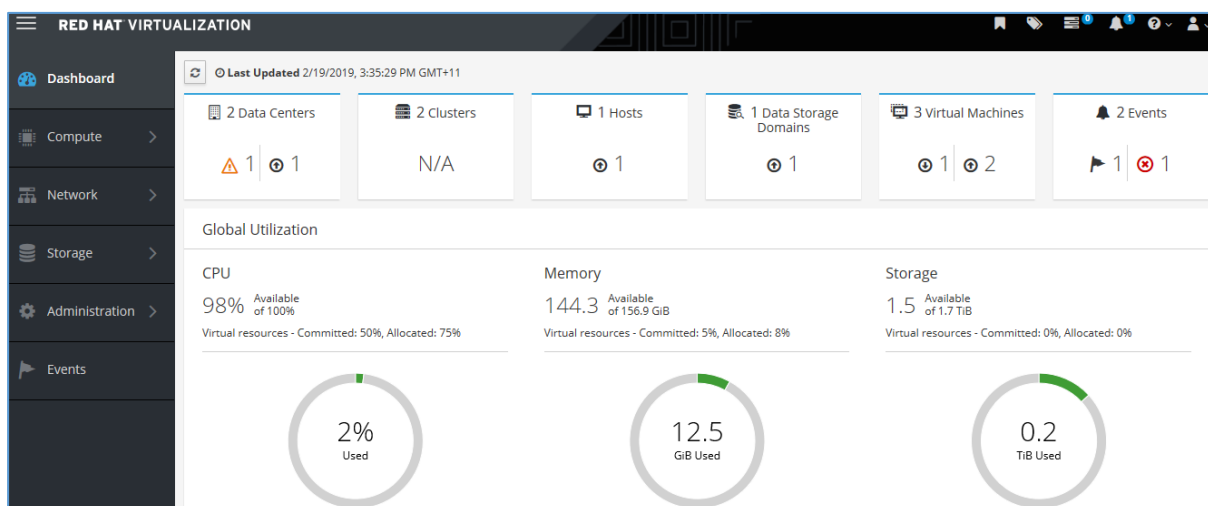 RED HAT VIRTUALIZATION
0
1
Dashboard
Compute
Network
Storage
Administration
Events
Last Updated 2/19/2019, 3:35:29 PM GMT+11
2 Data Centers
1 1
2 Clusters
N/A
1 Hosts
1
1 Data Storage
Domains
1
3 Virtual Machines
1 2
2 Events
1 1
Global Utilization
CPU
98% Available
of 100%
Virtual resources - Committed: 50%, Allocated: 75%
2%
Used
Memory
144.3 Available
of 156.9 GiB
Virtual resources - Committed: 5%, Allocated: 8%
12.5
GiB Used
Storage
1.5 Available
of 1.7 TiB
Virtual resources - Committed: 0%, Allocated: 0%
0.2
TiB Used